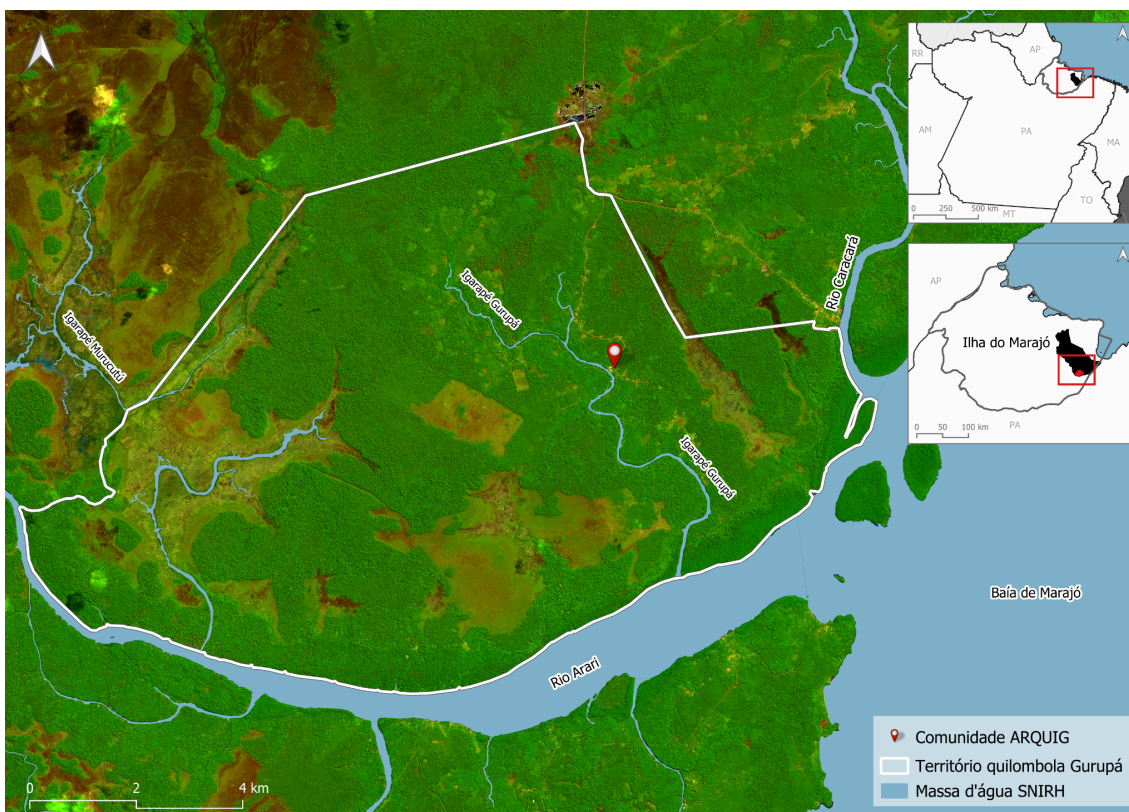 RR
AP
AM
PA
MA
TO
MT
0 250 500 km
AP
Ilha do Marajó
PA
0 50 100 km
Igarapé Murucutú
Igarapé Gurupá
Rio Caracará
Igarapé Gurupá
Rio Arari
Baía de Marajó
0 2 4 km
Comunidade ARQUIG
Território quilombola Gurupá
Massa d'água SNIRH